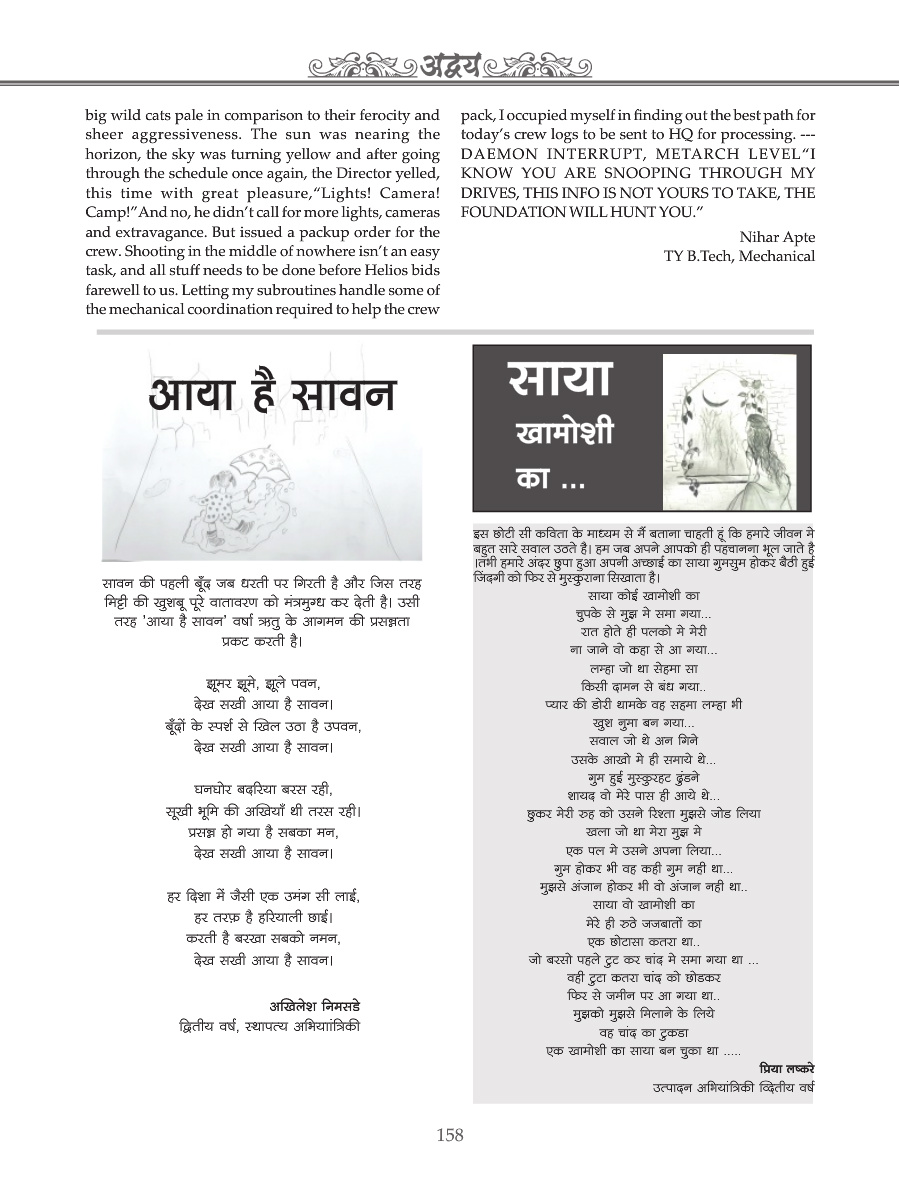 अद्वय
big wild cats pale in comparison to their ferocity and
sheer aggressiveness. The sun was nearing the
horizon, the sky was turning yellow and after going
through the schedule once again, the Director yelled,
this time with great pleasure,“Lights! Camera!
Camp!”And no, he didn’t call for more lights, cameras
and extravagance. But issued a packup order for the
crew. Shooting in the middle of nowhere isn’t an easy
task, and all stuff needs to be done before Helios bids
farewell to us. Letting my subroutines handle some of
the mechanical coordination required to help the crew
pack, I occupied myself in finding out the best path for
today’s crew logs to be sent to HQ for processing. ---
DAEMON INTERRUPT, METARCH LEVEL“I
KNOW YOU ARE SNOOPING THROUGH MY
DRIVES, THIS INFO IS NOT YOURS TO TAKE, THE
FOUNDATION WILL HUNT YOU.”
Nihar Apte
TY B.Tech, Mechanical
आया है सावन
सावन की पहली बूँद जब धरती पर गिरती है और जिस तरह
मिट्टी की खुशबू पूरे वातावरण को मंत्रमुग्ध कर देती है। उसी
तरह 'आया है सावन' वर्षा ऋतु के आगमन की प्रसन्नता
प्रकट करती है।
झूमर झूमे, झूले पवन,
देख सखी आया है सावन।
बूँदों के स्पर्श से खिल उठा है उपवन,
देख सखी आया है सावन।
घनघोर बदरिया बरस रही,
सूखी भूमि की अखियाँ थी तरस रही।
प्रसन्न हो गया है सबका मन,
देख सखी आया है सावन।
हर दिशा में जैसी एक उमंग सी लाई,
हर तरफ़ है हरियाली छाई।
करती है बरखा सबको नमन,
देख सखी आया है सावन।
अखिलेश निमसडे
द्वितीय वर्ष, स्थापत्य अभियाांत्रिकी
साया
खामोशी
का ...
इस छोटी सी कविता के माध्यम से मैं बताना चाहती हूं कि हमारे जीवन मे
बहुत सारे सवाल उठते है। हम जब अपने आपको ही पहचानना भूल जाते है
।तभी हमारे अंदर छुपा हुआ अपनी अच्छाई का साया गुमसुम होकर बैठी हुई
जिंदगी को फिर से मुस्कुराना सिखाता है।
साया कोई खामोशी का
चुपके से मुझ मे समा गया...
रात होते ही पलको मे मेरी
ना जाने वो कहा से आ गया...
लम्हा जो था सेहमा सा
किसी दामन से बंध गया..
प्यार की डोरी थामके वह सहमा लम्हा भी
खुश नुमा बन गया...
सवाल जो थे अन गिने
उसके आखो मे ही समाये थे...
गुम हुई मुस्कुरहट ढुंडने
शायद वो मेरे पास ही आये थे...
छुकर मेरी रुह को उसने रिश्ता मुझसे जोड लिया
खला जो था मेरा मुझ मे
एक पल मे उसने अपना लिया...
गुम होकर भी वह कही गुम नही था...
मुझसे अंजान होकर भी वो अंजान नही था..
साया वो खामोशी का
मेरे ही रुठे जजबातों का
एक छोटासा कतरा था..
जो बरसो पहले टुट कर चांद मे समा गया था ...
वही टुटा कतरा चांद को छोडकर
फिर से जमीन पर आ गया था..
मुझको मुझसे मिलाने के लिये
वह चांद का टुकडा
एक खामोशी का साया बन चुका था .....
प्रिया लष्करे
उत्पादन अभियांत्रिकी व्दितीय वर्ष
158